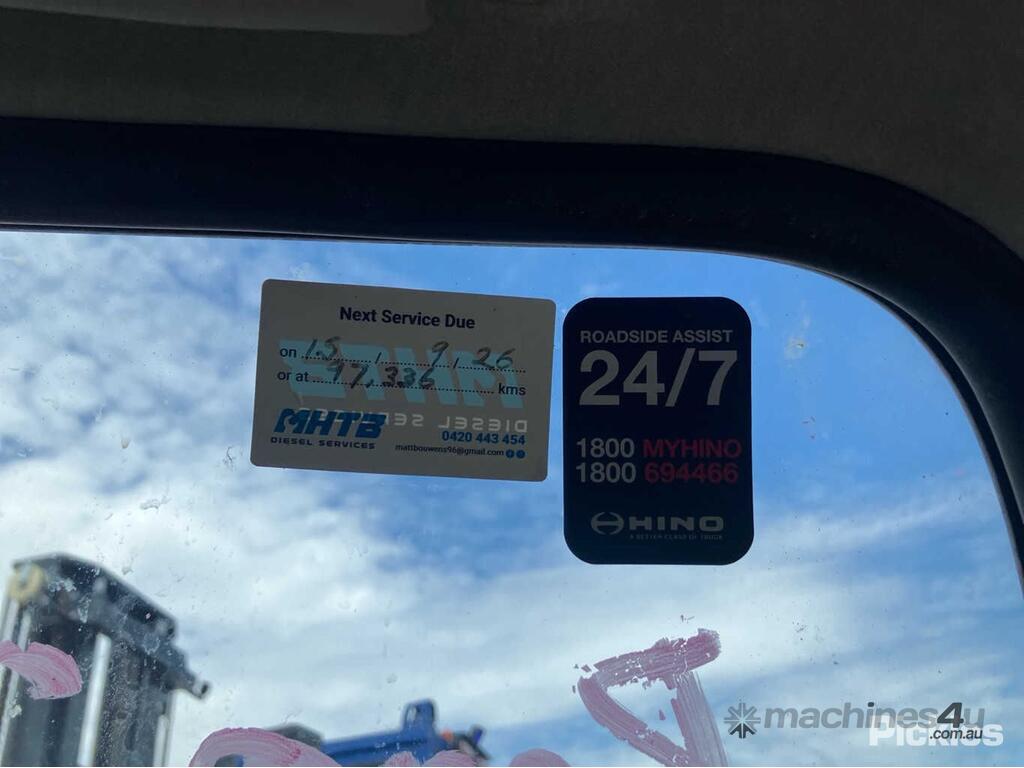 Next Service Due
on 15 / 9 / 26
or at 97,336 kms
MHTB
DIESEL SERVICES
0420 443 454
mattbouwens96@gmail.com
ROADSIDE ASSIST
24/7
1800 MYHINO
1800 694466
HINO
A BETTER CLASS OF TRUCK
machines4u
.com.au
Pickles